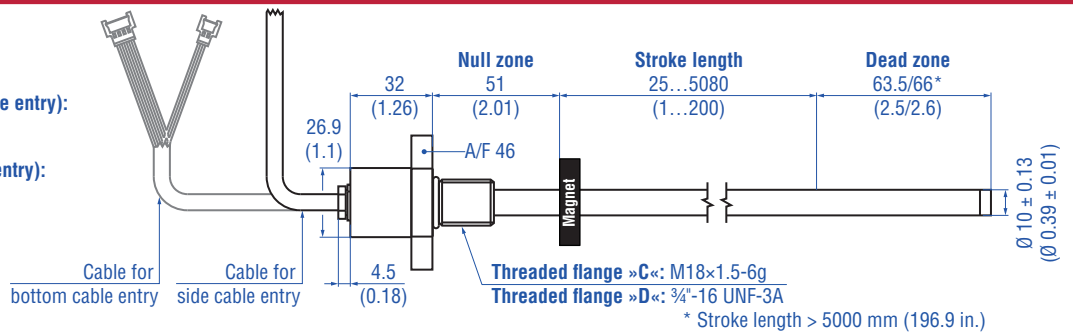 Null zone
Stroke length
Dead zone
32
51
25…5080
63.5/66*
(1.26)
(2.01)
(1…200)
(2.5/2.6)
e entry):
26.9
(1.1)
A/F 46
entry):
Magnet
Ø 10 ± 0.13
(Ø 0.39 ± 0.01)
Cable for
bottom cable entry
Cable for
side cable entry
4.5
(0.18)
Threaded flange »C«: M18×1.5-6g
Threaded flange »D«: ¾"-16 UNF-3A
* Stroke length > 5000 mm (196.9 in.)